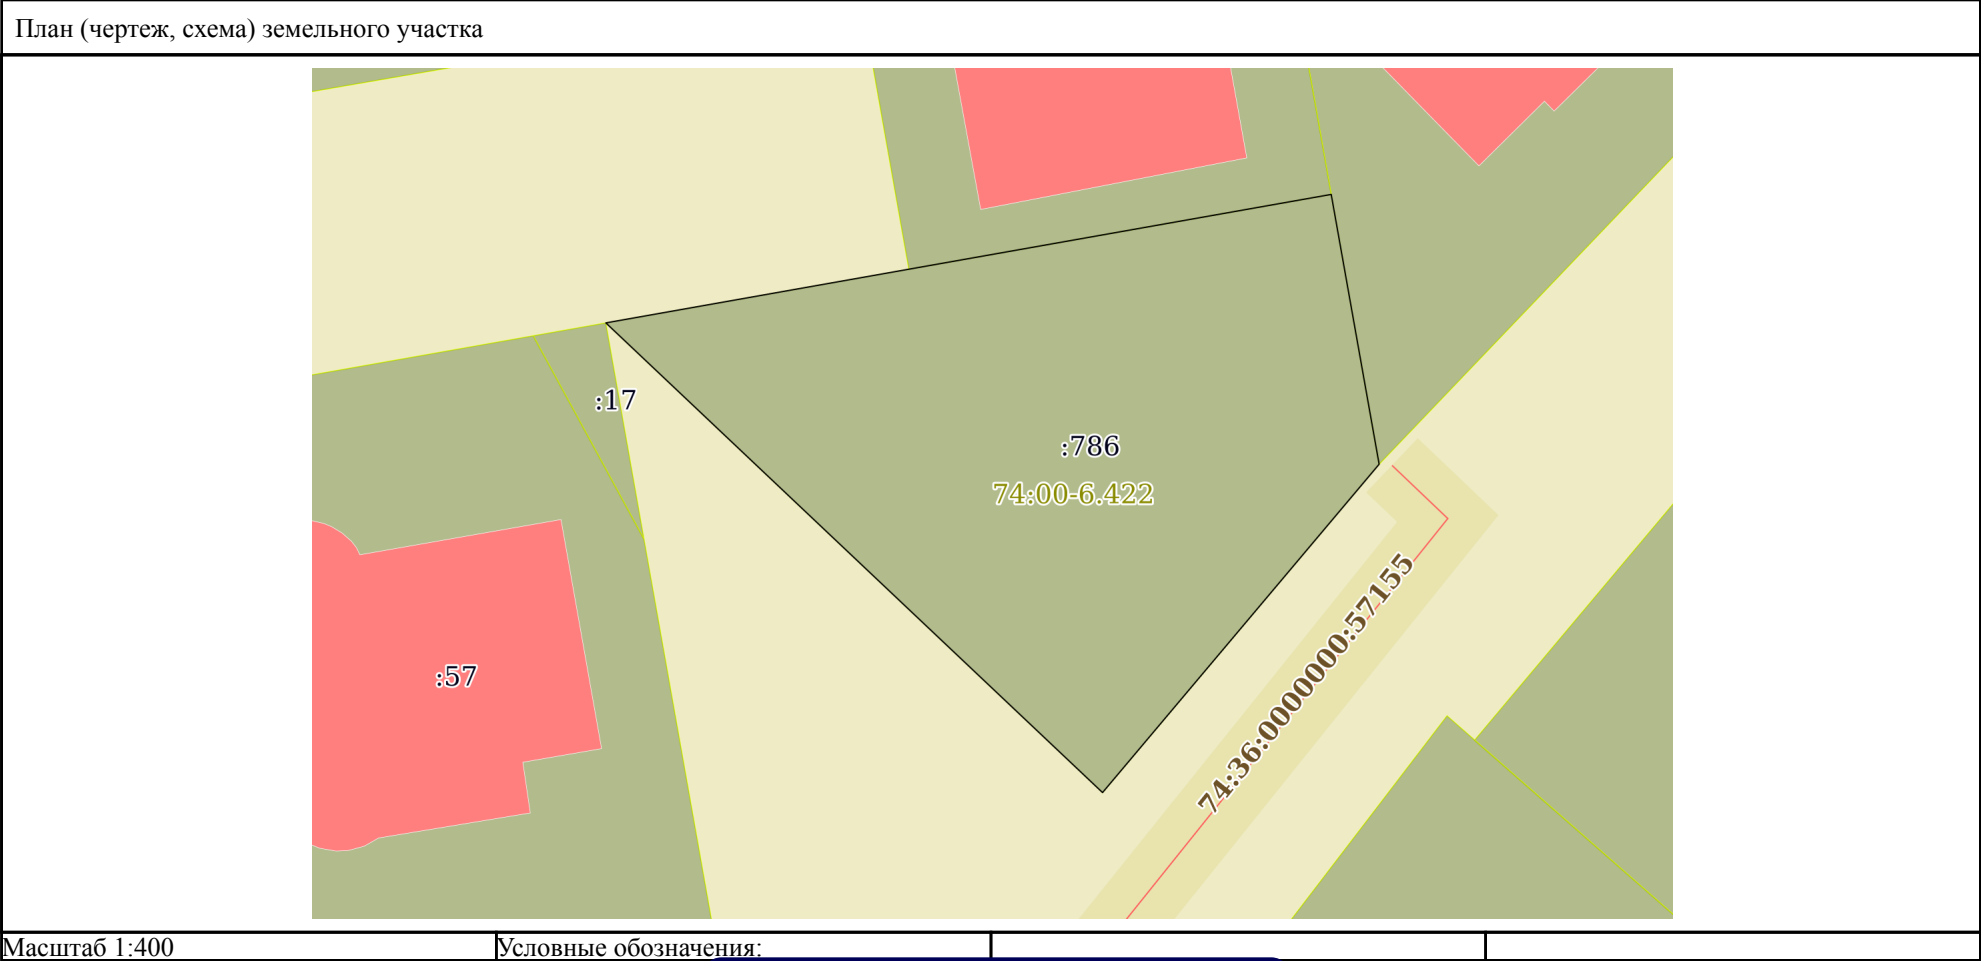 План (чертеж, схема) земельного участка
:17
:786
74:00-6.422
74:36:0000000:57155
:57
Масштаб 1:400
Условные обозначения: